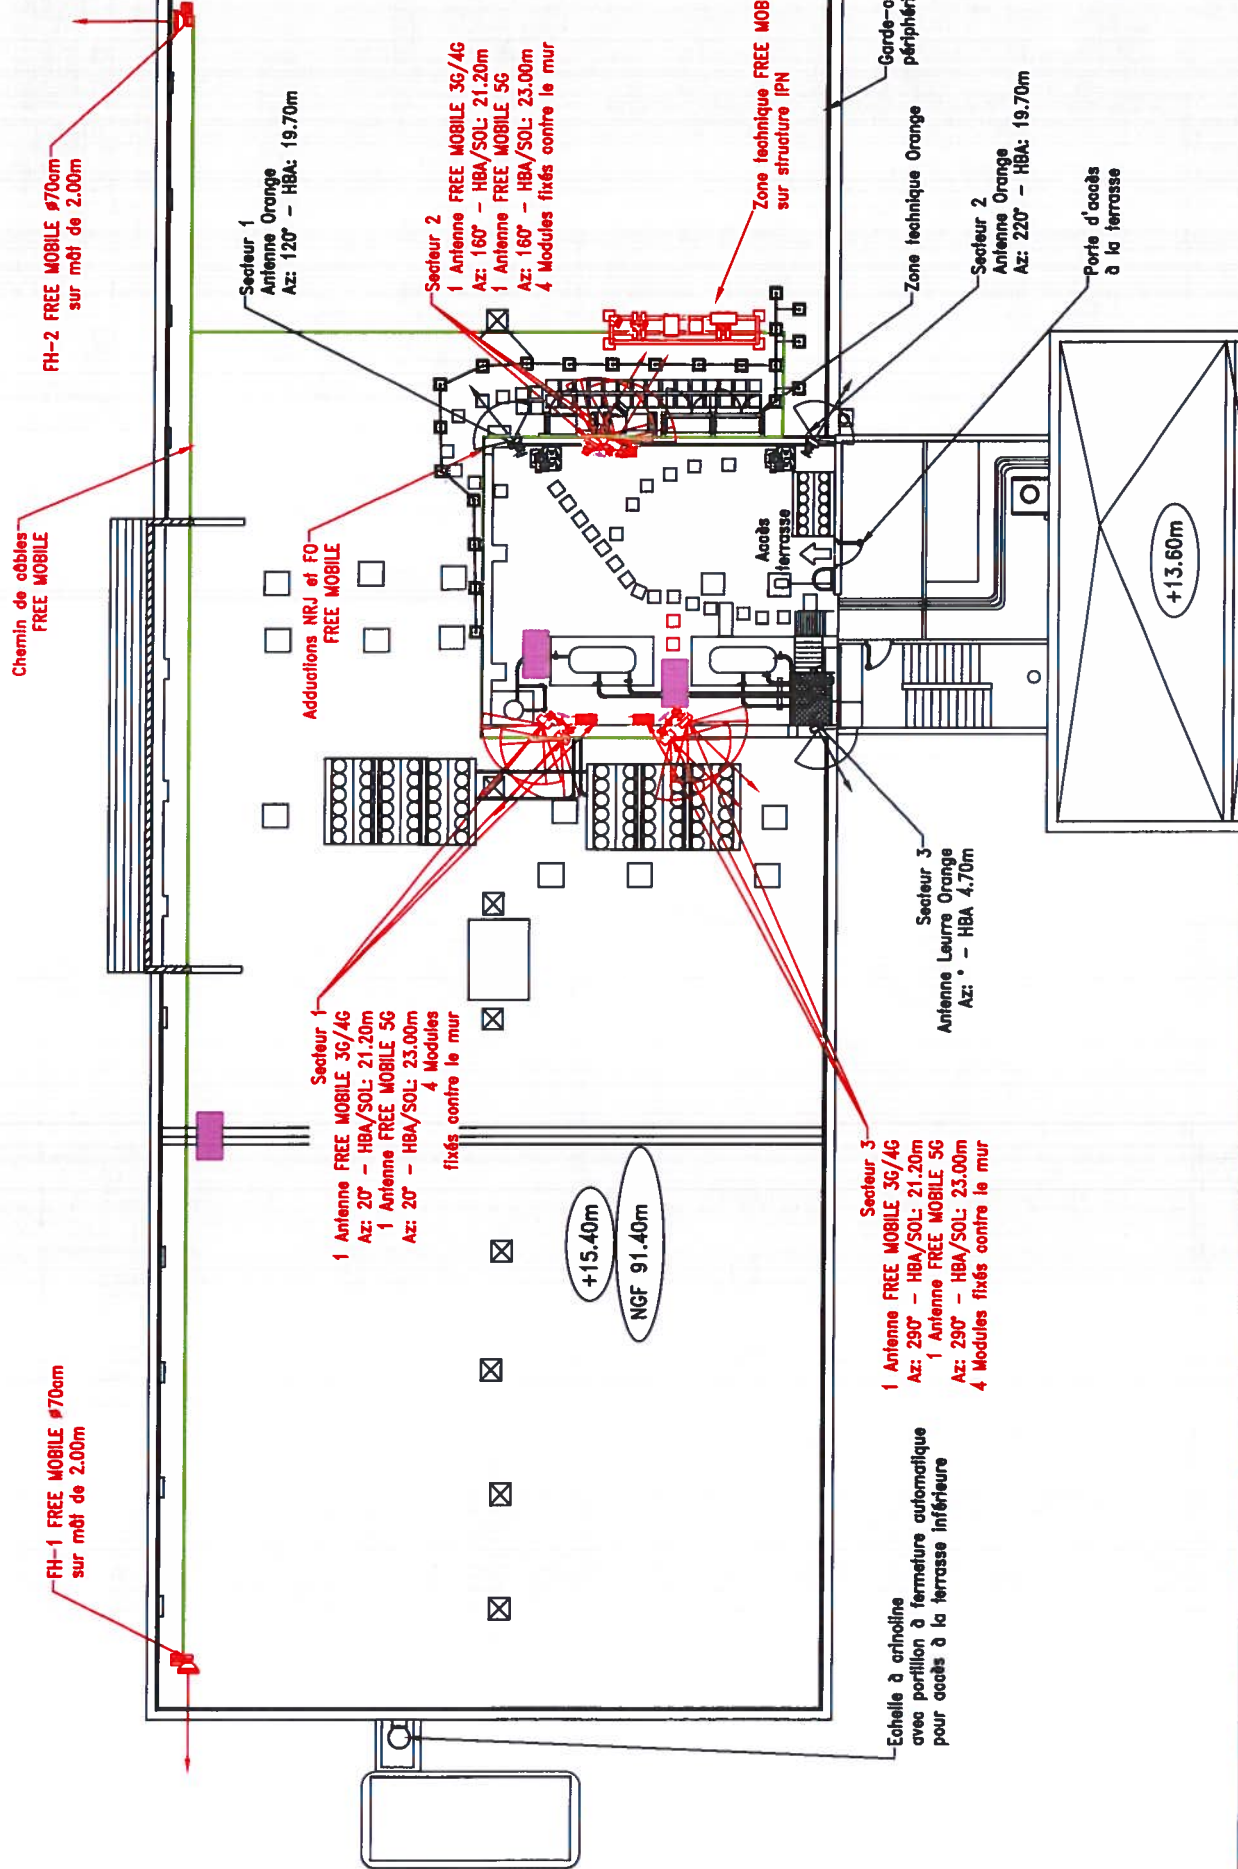 FH-1 FREE MOBILE ø70cm
sur mât de 2.00m
Chemin de câbles
FREE MOBILE
FH-2 FREE MOBILE ø70cm
sur mât de 2.00m
Adductions NRJ et FO
FREE MOBILE
Secteur 1
Antenne Orange
Az: 120° - HBA: 19.70m
Secteur 2
1 Antenne FREE MOBILE 3G/4G
Az: 160° - HBA/SOL: 21.20m
1 Antenne FREE MOBILE 5G
Az: 160° - HBA/SOL: 23.00m
4 Modules fixés contre le mur
Zone technique FREE MOB
sur structure IPN
Secteur 1
1 Antenne FREE MOBILE 3G/4G
Az: 20° - HBA/SOL: 21.20m
1 Antenne FREE MOBILE 5G
Az: 20° - HBA/SOL: 23.00m
4 Modules
fixés contre le mur
+15.40m
NGF 91.40m
Accès
terrasse
Zone technique Orange
Secteur 2
Antenne Orange
Az: 220° - HBA: 19.70m
Porte d'accès
à la terrasse
Secteur 3
1 Antenne FREE MOBILE 3G/4G
Az: 290° - HBA/SOL: 21.20m
1 Antenne FREE MOBILE 5G
Az: 290° - HBA/SOL: 23.00m
4 Modules fixés contre le mur
Secteur 3
Antenne Leurre Orange
Az: ° - HBA 4.70m
Echelle à crinoline
avec portillon à fermeture automatique
pour accès à la terrasse inférieure
+13.60m